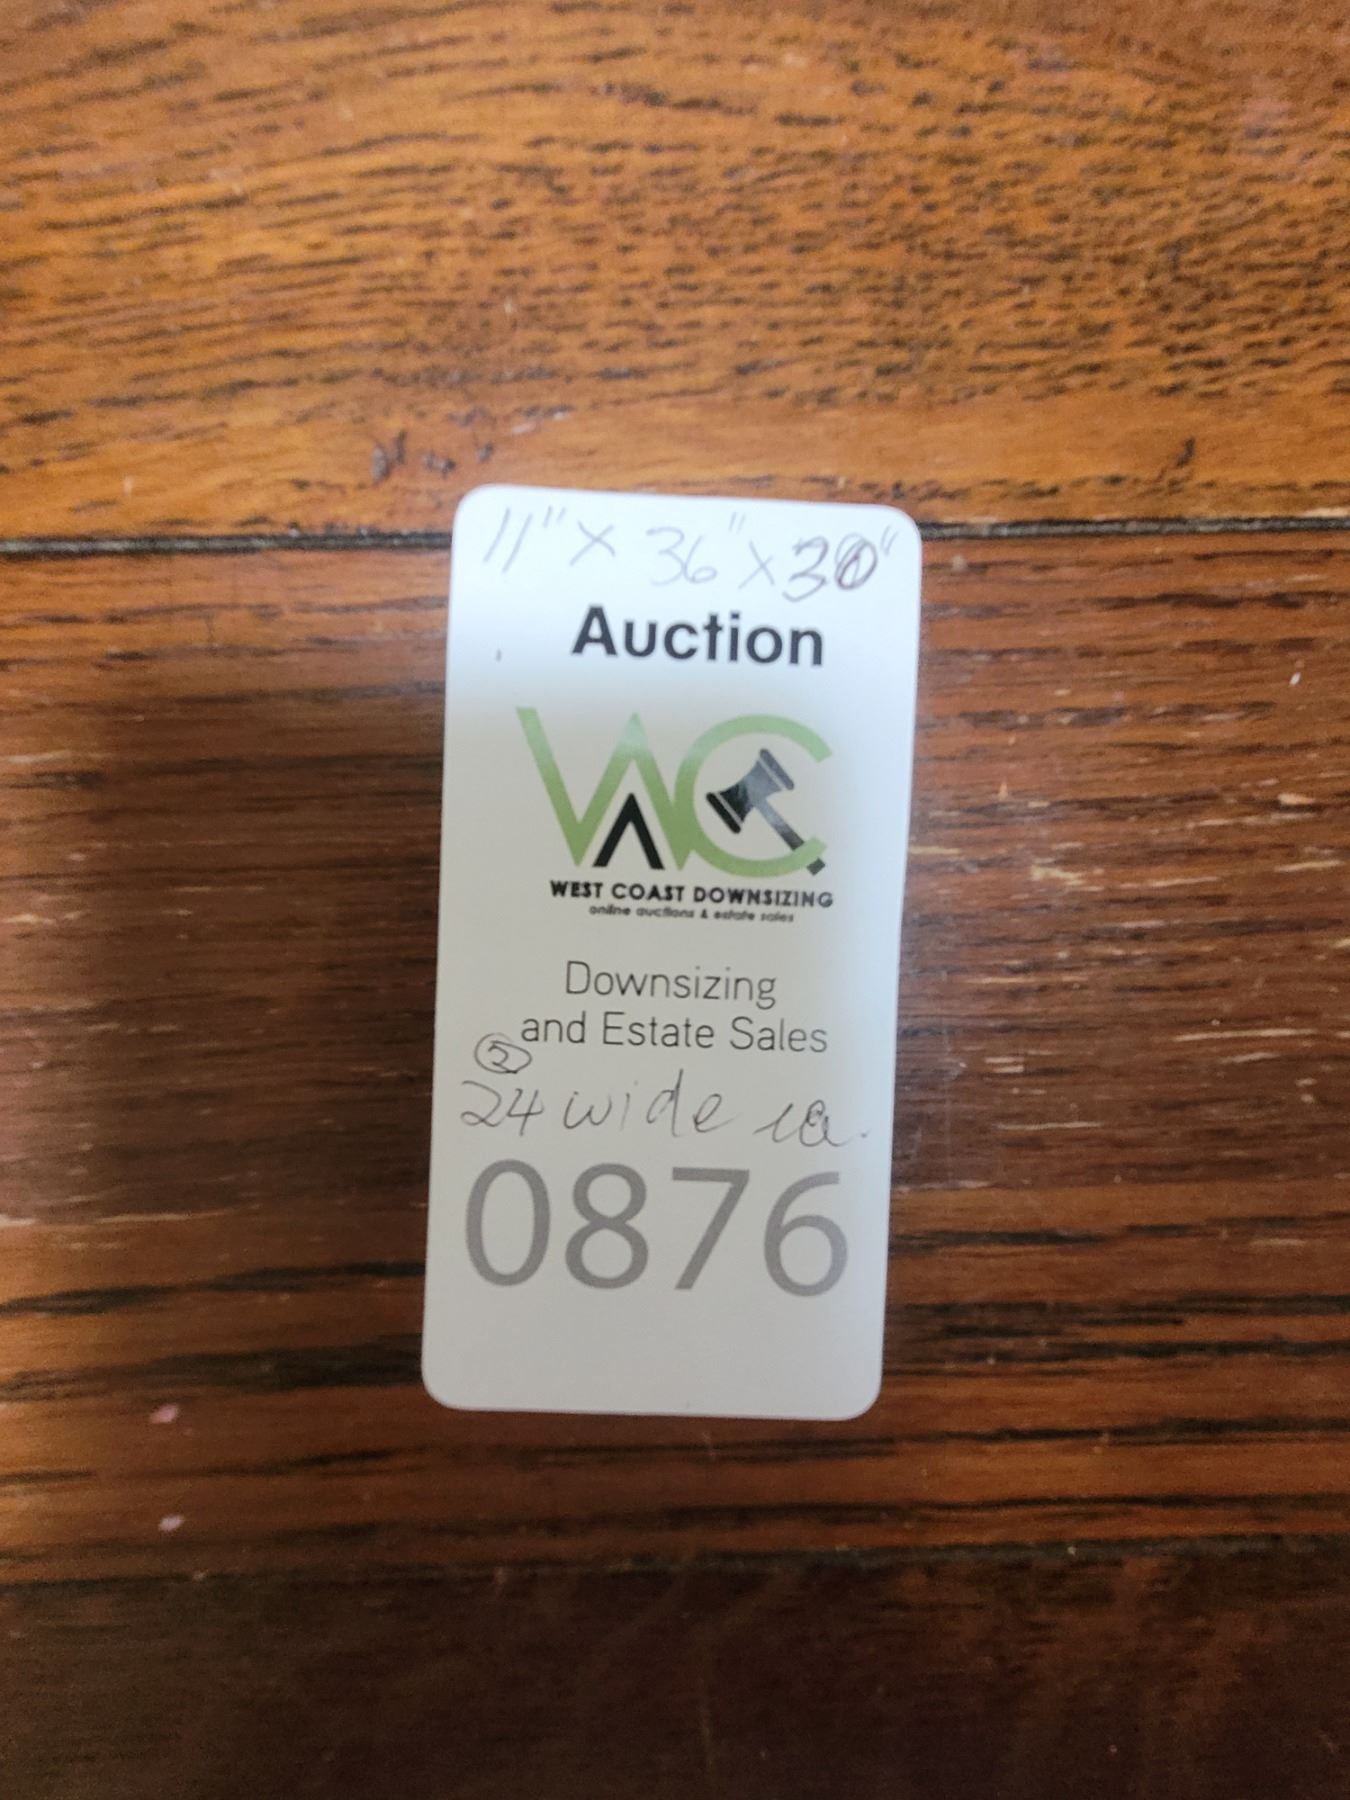 11" x 36" x 30"
Auction
WC
WEST COAST DOWNSIZING
online auctions & estate sales
Downsizing
and Estate Sales
②
24 wide ea.
0876